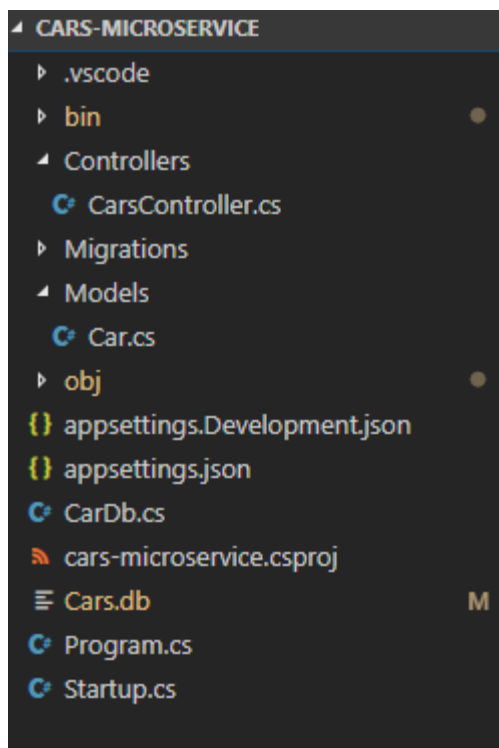 CARS-MICROSERVICE
.vscode
bin
Controllers
C# CarsController.cs
Migrations
Models
C# Car.cs
obj
{} appsettings.Development.json
{} appsettings.json
C# CarDb.cs
cars-microservice.csproj
Cars.db M
C# Program.cs
C# Startup.cs